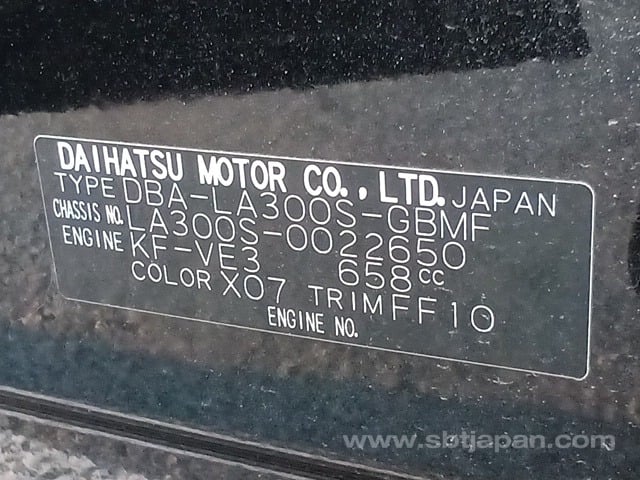 DAIHATSU MOTOR CO., LTD. JAPAN
TYPE DBA-LA300S-GBMF
CHASSIS NO. LA300S-0022650
ENGINE KF-VE3 658cc
COLOR X07 TRIM FF10
ENGINE NO.
www.sbtjapan.com